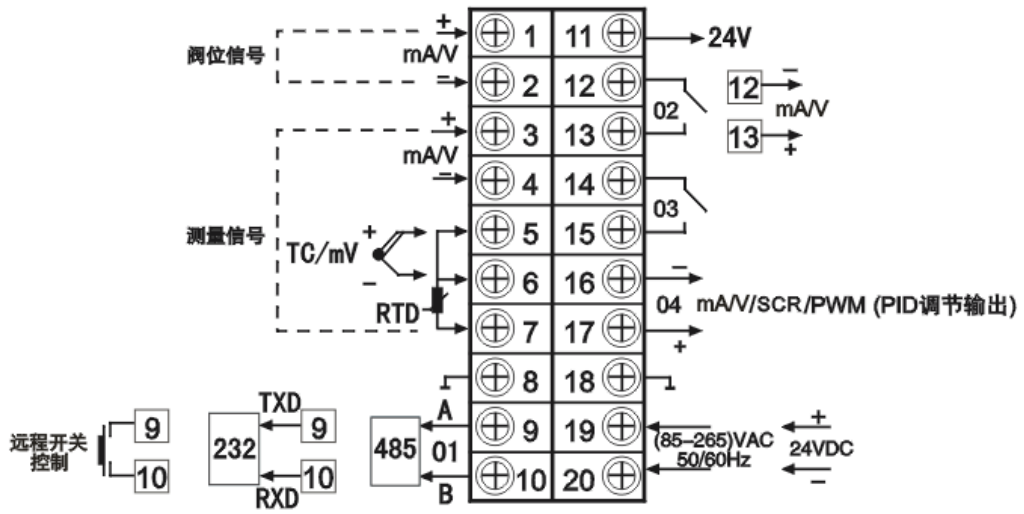 阀位信号
+
mA/V
-
1
11
24V
2
12
02
12
-
mA/V
13
+
测量信号
+
mA/V
-
3
13
4
14
03
TC/mV
+
-
5
15
RTD
6
16
-
04
mA/V/SCR/PWM (PID调节输出)
7
17
+
8
18
远程开关
控制
9
10
232
TXD
9
RXD
10
485
A
01
B
9
19
(85-265)VAC
50/60Hz
+
24VDC
-
10
20